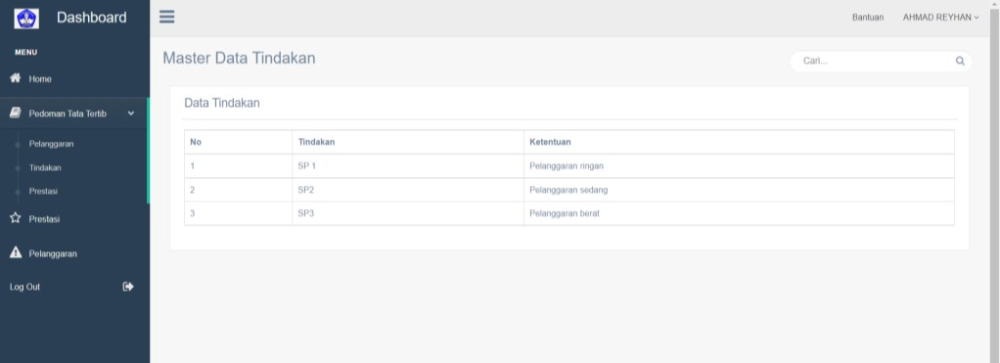 Dashboard
Bantuan AHMAD REYHAN
MENU
Home
Pedoman Tata Tertib
Pelanggaran
Tindakan
Prestasi
Prestasi
Pelanggaran
Log Out
Master Data Tindakan
Cari...
Data Tindakan
No Tindakan Ketentuan
1 SP 1 Pelanggaran ringan
2 SP2 Pelanggaran sedang
3 SP3 Pelanggaran berat